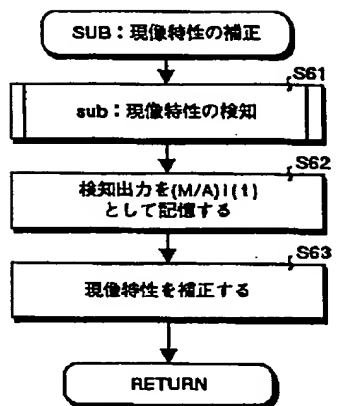 SUB：現像特性の補正
S61
sub：現像特性の検知
S62
検知出力を(M/A)l(t)
として記憶する
S63
現像特性を補正する
RETURN